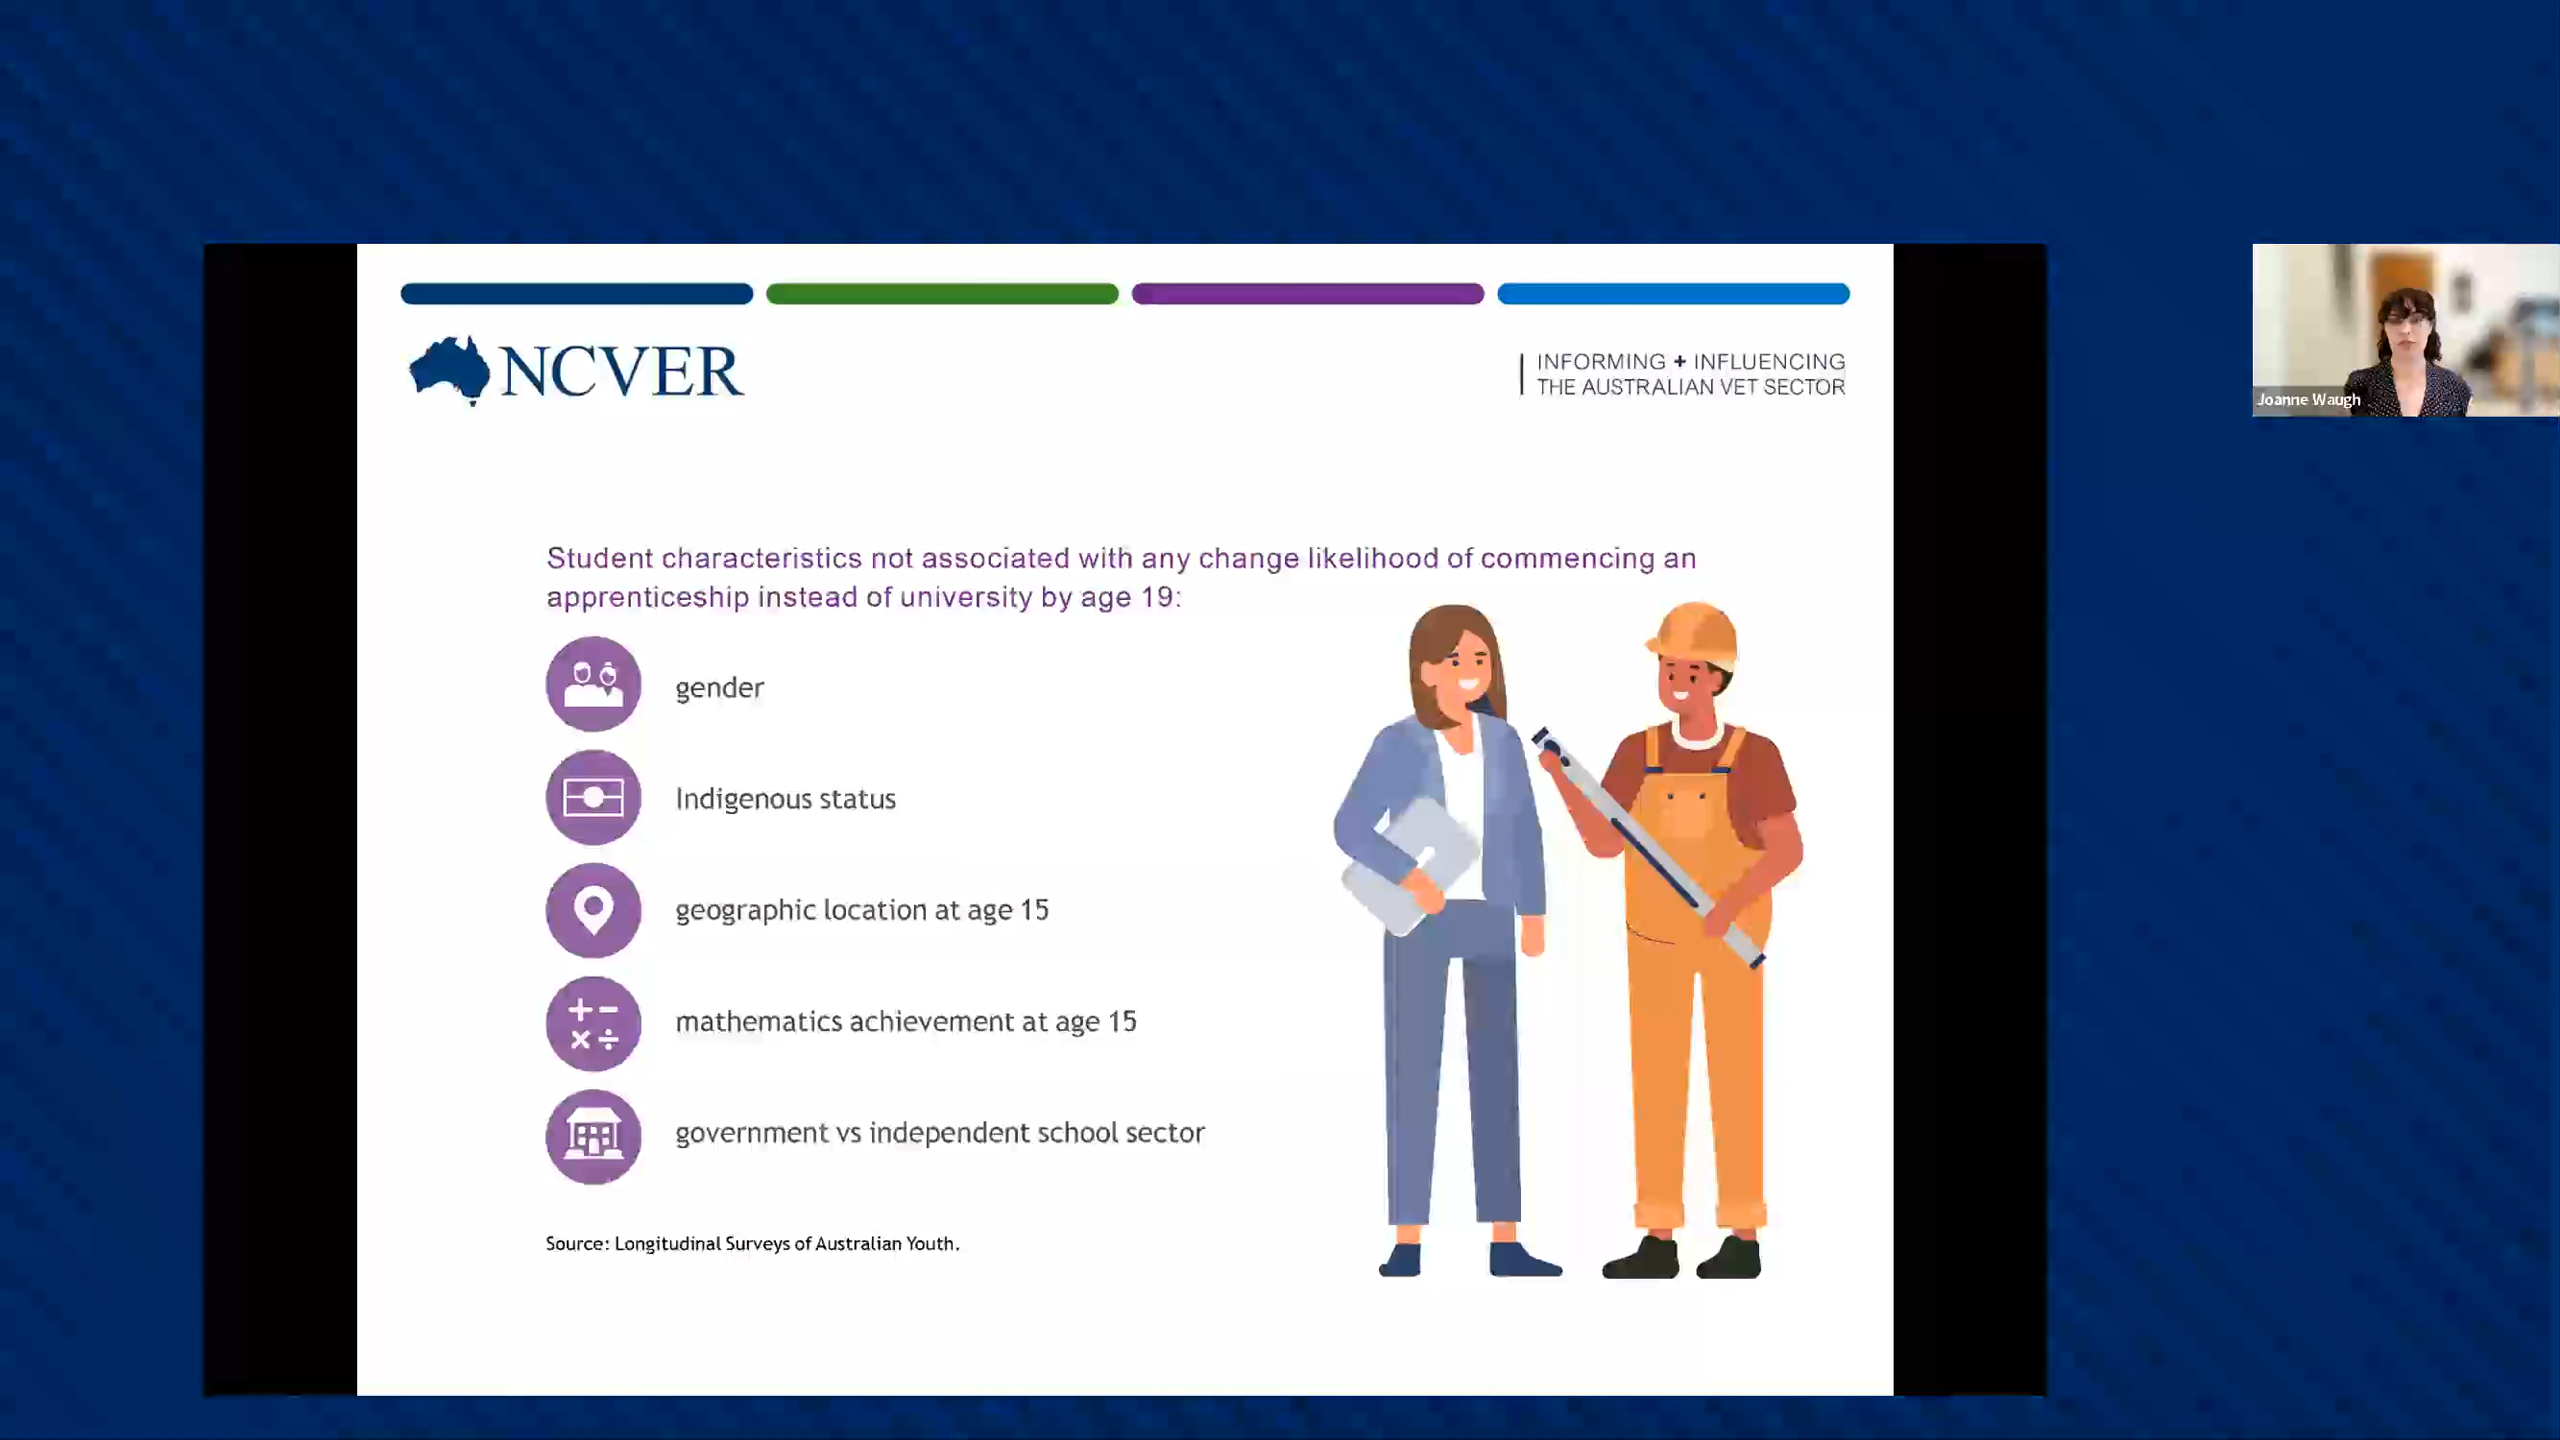 NCVER
INFORMING + INFLUENCING
THE AUSTRALIAN VET SECTOR
Joanne Waugh
Student characteristics not associated with any change likelihood of commencing an
apprenticeship instead of university by age 19:
gender
Indigenous status
geographic location at age 15
mathematics achievement at age 15
government vs independent school sector
Source: Longitudinal Surveys of Australian Youth.